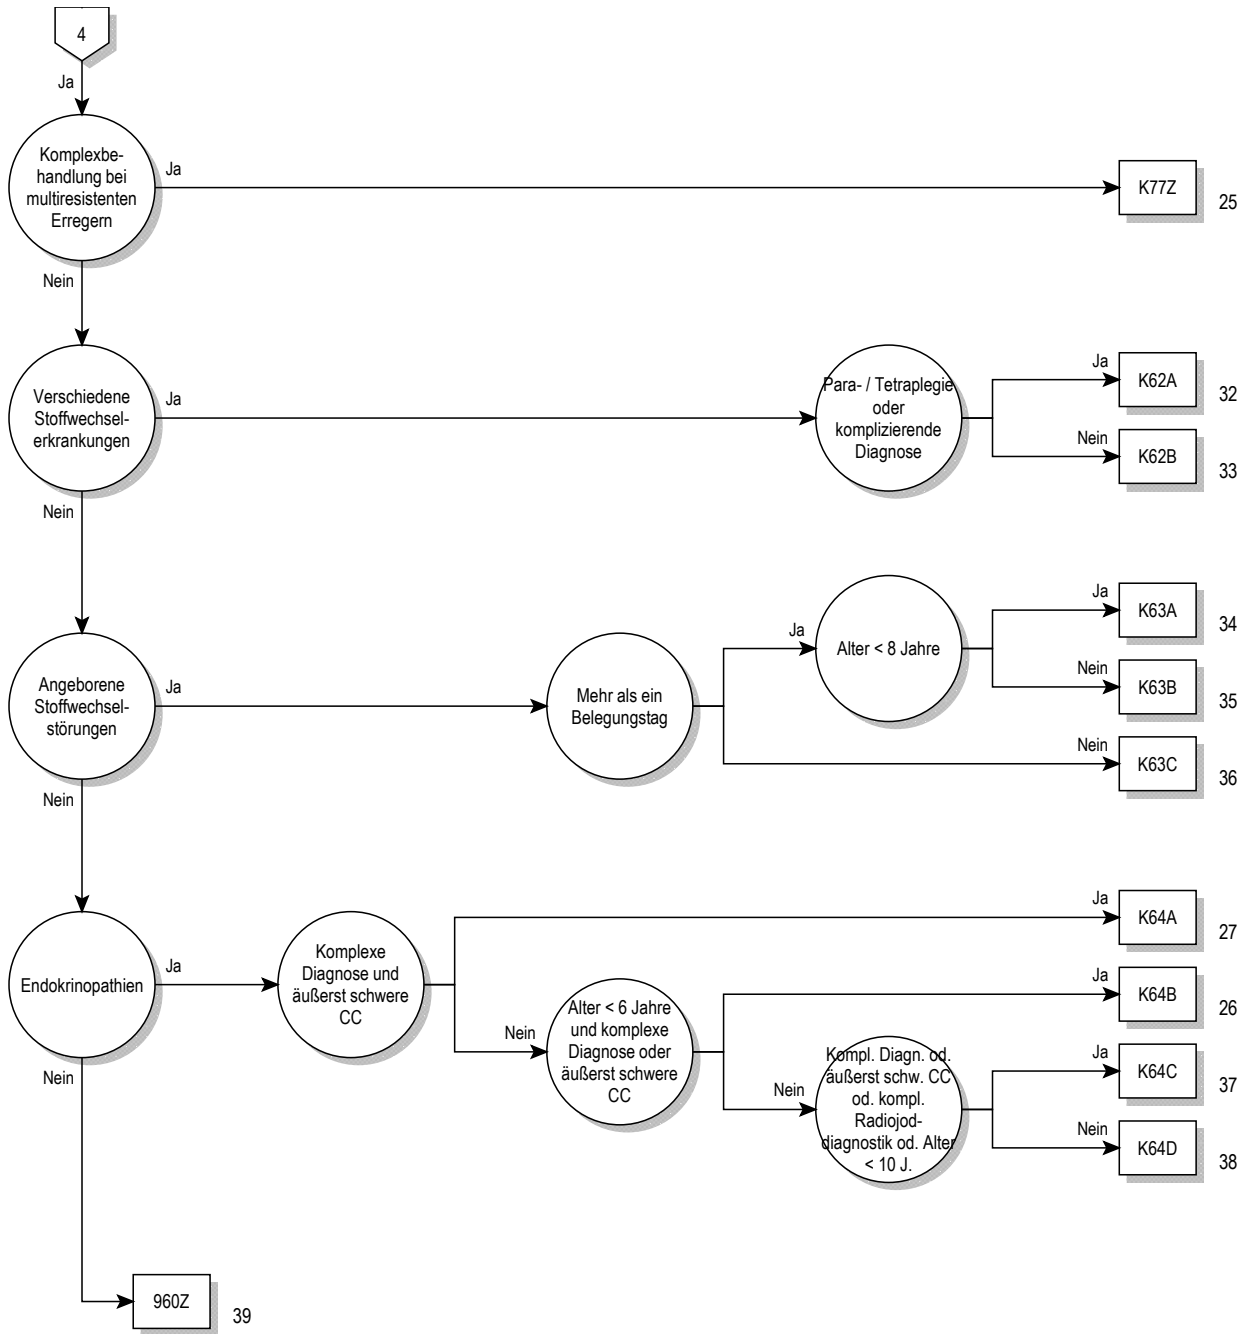 4
Ja
Komplexbe-
handlung bei
multiresistenten
Erregern
Ja
K77Z
25
Nein
Verschiedene
Stoffwechsel-
erkrankungen
Ja
Para- / Tetraplegie
oder
komplizierende
Diagnose
Ja
K62A
32
Nein
K62B
33
Nein
Angeborene
Stoffwechsel-
störungen
Ja
Mehr als ein
Belegungstag
Ja
Alter < 8 Jahre
Ja
K63A
34
Nein
K63B
35
Nein
K63C
36
Nein
Endokrinopathien
Ja
Komplexe
Diagnose und
äußerst schwere
CC
Ja
K64A
27
Nein
Alter < 6 Jahre
und komplexe
Diagnose oder
äußerst schwere
CC
Ja
K64B
26
Nein
Kompl. Diagn. od.
äußerst schw. CC
od. kompl.
Radiojod-
diagnostik od. Alter
< 10 J.
Ja
K64C
37
Nein
K64D
38
Nein
960Z
39